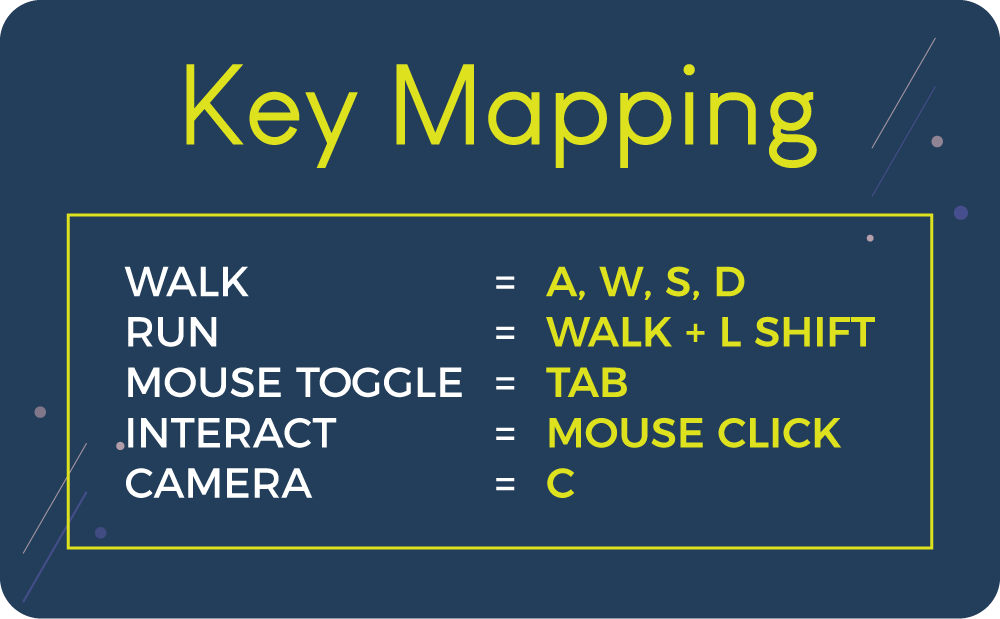 Key Mapping
WALK = A, W, S, D
RUN = WALK + L SHIFT
MOUSE TOGGLE = TAB
INTERACT = MOUSE CLICK
CAMERA = C